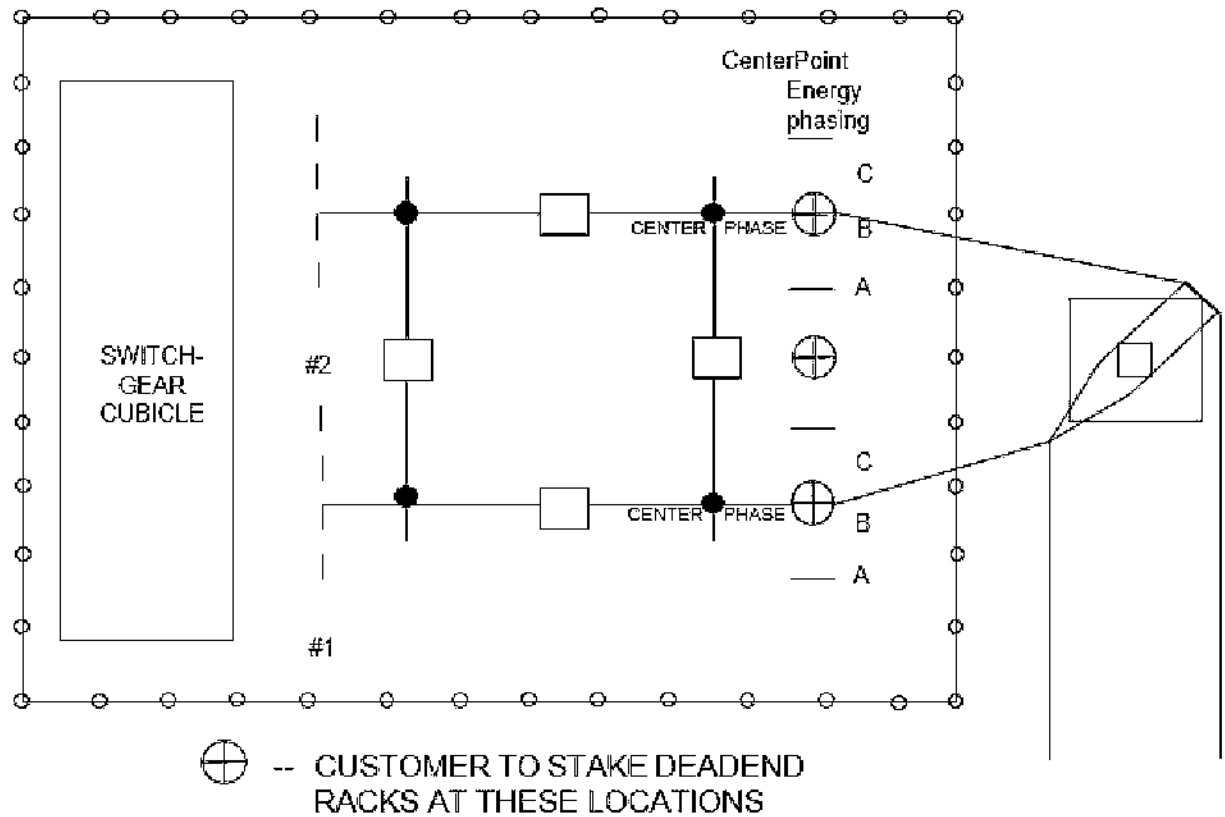 CenterPoint
Energy
phasing
C
CENTER PHASE
B
A
SWITCH-
GEAR
CUBICLE
#2
C
CENTER PHASE
B
A
#1
-- CUSTOMER TO STAKE DEADEND
RACKS AT THESE LOCATIONS